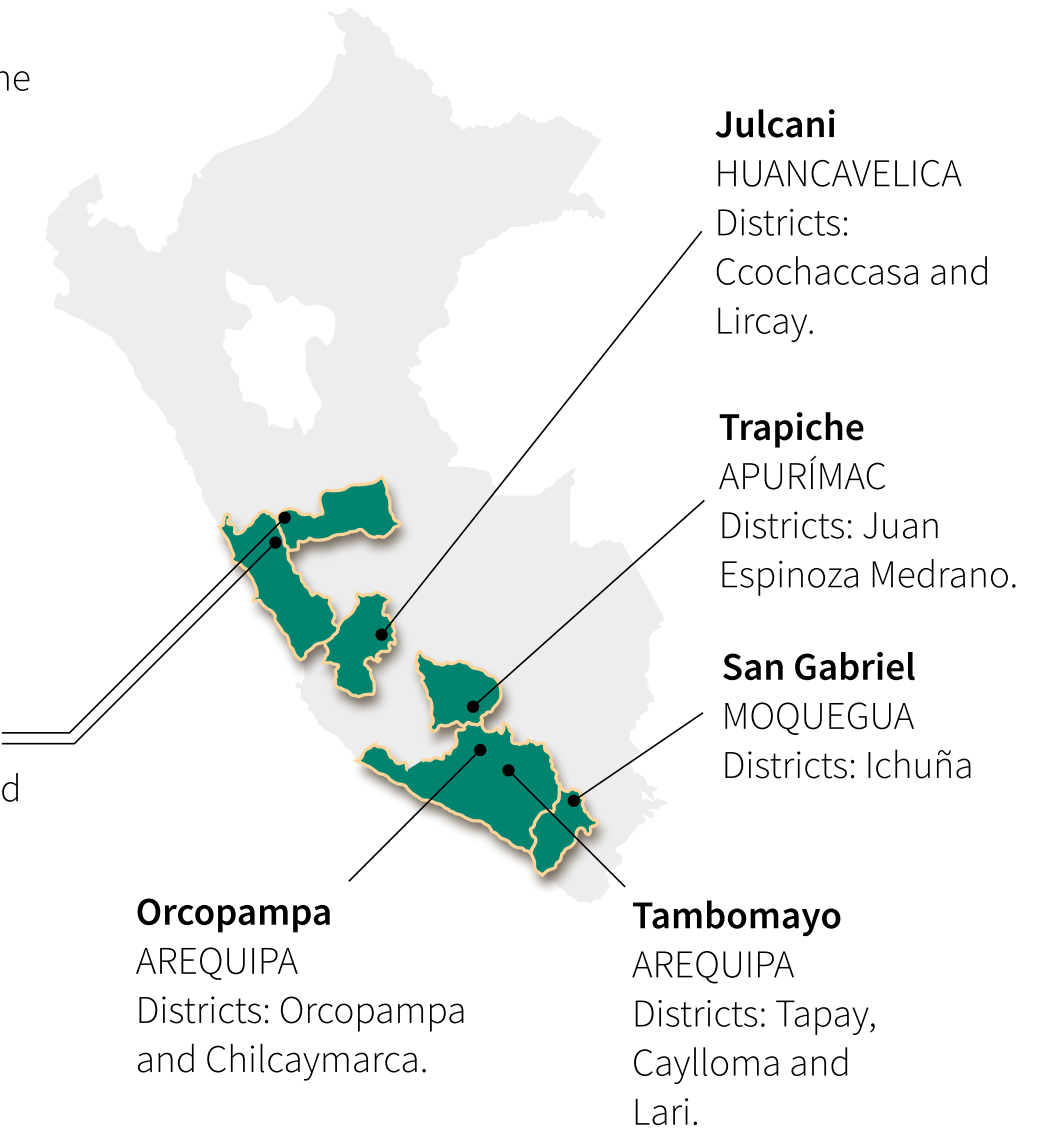 Julcani
HUANCAVELICA
Districts:
Ccochaccasa and
Lircay.
Trapiche
APURÍMAC
Districts: Juan
Espinoza Medrano.
San Gabriel
MOQUEGUA
Districts: Ichuña
Orcopampa
AREQUIPA
Districts: Orcopampa
and Chilcaymarca.
Tambomayo
AREQUIPA
Districts: Tapay,
Caylloma and
Lari.